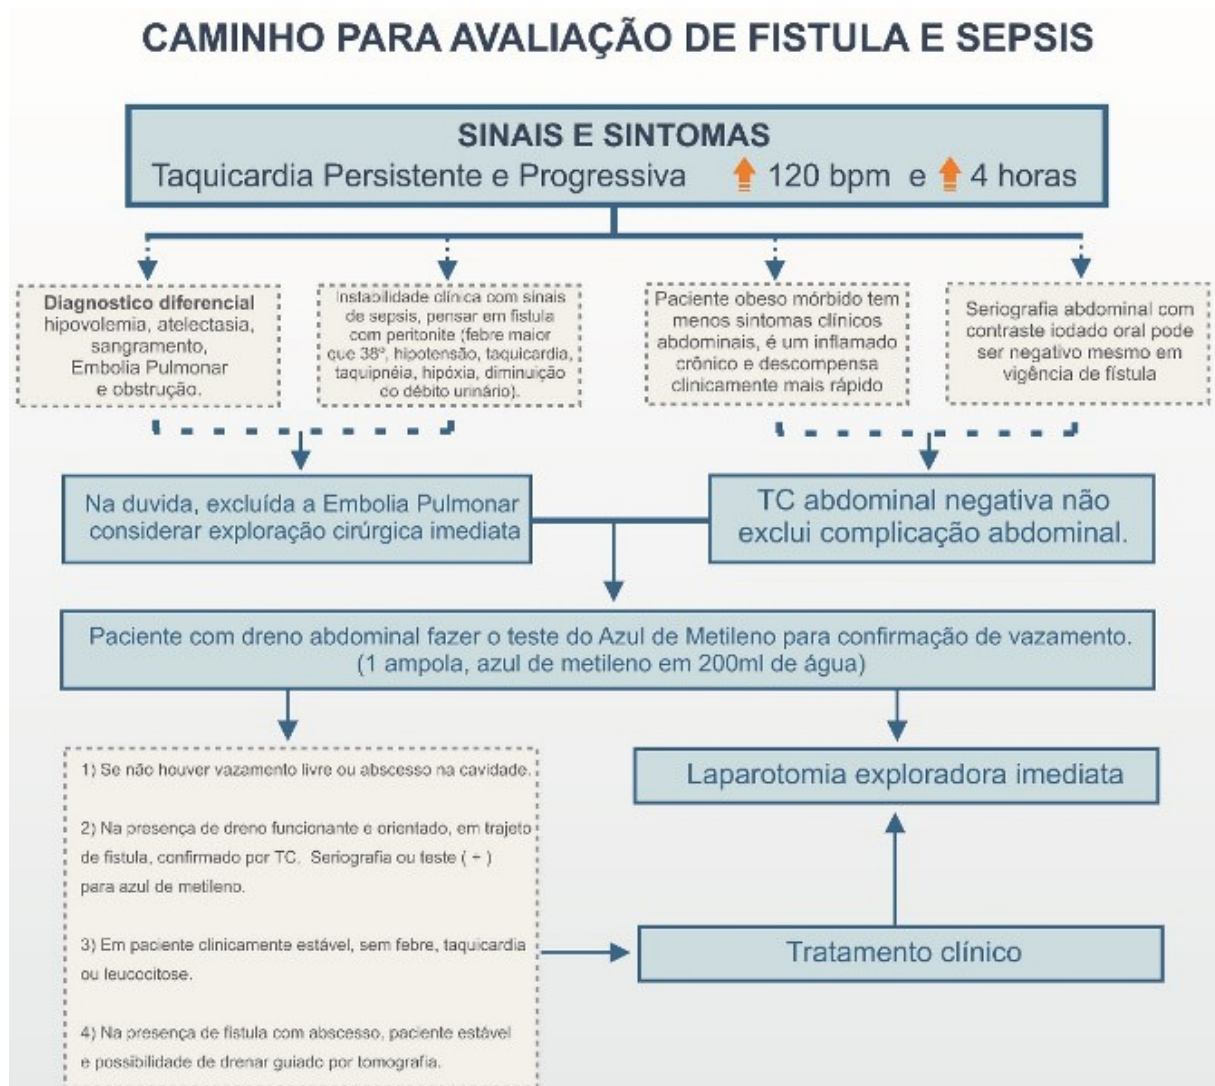 CAMINHO PARA AVALIAÇÃO DE FISTULA E SEPSIS
SINAIS E SINTOMAS
Taquicardia Persistente e Progressiva 120 bpm e 4 horas
Diagnostico diferencial
hipovolemia, atelectasia,
sangramento,
Embolia Pulmonar
e obstrução.
Instabilidade clínica com sinais
de sepsis, pensar em fistula
com peritonite (febre maior
que 38º, hipotensão, taquicardia,
taquipnéia, hipóxia, diminuição
do débito urinário).
Paciente obeso mórbido tem
menos sintomas clínicos
abdominais, é um inflamado
crônico e descompensa
clinicamente mais rápido
Seriografia abdominal com
contraste iodado oral pode
ser negativo mesmo em
vigência de fístula
Na duvida, excluída a Embolia Pulmonar
considerar exploração cirúrgica imediata
TC abdominal negativa não
exclui complicação abdominal.
Paciente com dreno abdominal fazer o teste do Azul de Metileno para confirmação de vazamento.
(1 ampola, azul de metileno em 200ml de água)
1) Se não houver vazamento livre ou abscesso na cavidade.
2) Na presença de dreno funcionante e orientado, em trajeto
de fistula, confirmado por TC. Seriografia ou teste ( + )
para azul de metileno.
3) Em paciente clinicamente estável, sem febre, taquicardia
ou leucocitose.
4) Na presença de fistula com abscesso, paciente estável
e possibilidade de drenar guiado por tomografia.
Laparotomia exploradora imediata
Tratamento clínico